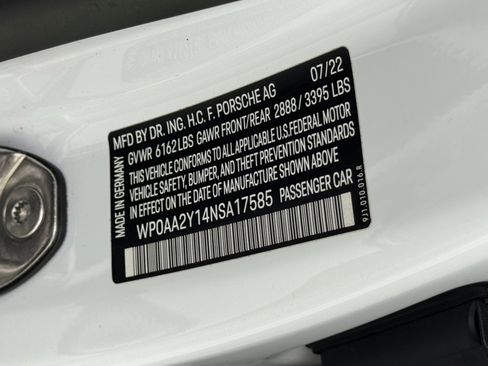 MFD BY DR. ING. H.C. F. PORSCHE AG 07/22
GVWR 6162 LBS GAWR FRONT/REAR 2888 / 3395 LBS
THIS VEHICLE CONFORMS TO ALL APPLICABLE U.S. FEDERAL MOTOR
VEHICLE SAFETY, BUMPER, AND THEFT PREVENTION STANDARDS
IN EFFECT ON THE DATE OF MANUFACTURE SHOWN ABOVE
WP0AA2Y14NSA17585 PASSENGER CAR
MADE IN GERMANY
9J1.010.016.R